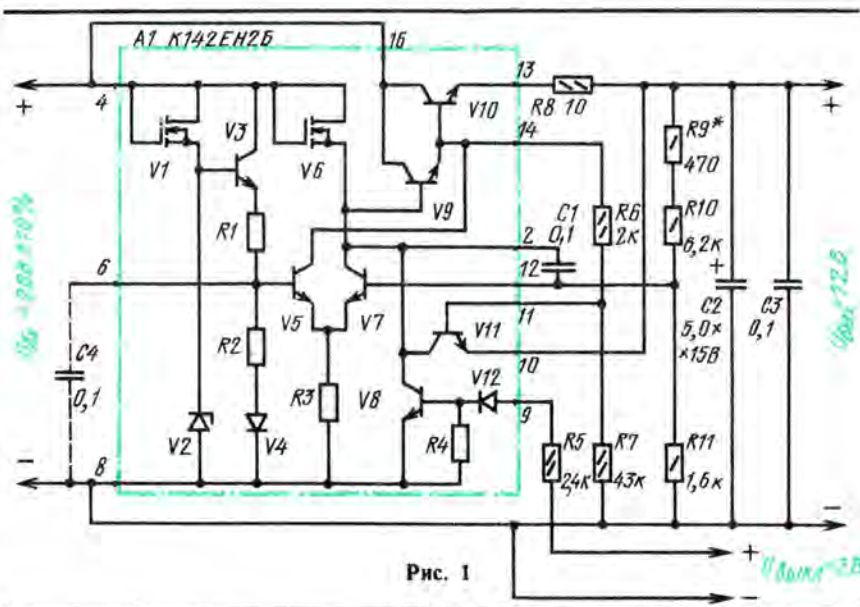 A1 К142ЕН2Б
16
13
+
4
V3
V1
V6
V10
R8 10
14
+
R9*
470
V9
R1
C1
0,1
2
R6
2к
R10
6,2к
6
12
V5
V7
11
+
C2
5,0×
×15В
C3
0,1
C4
0,1
R2
V11
10
R3
V8
V12
9
V2
V4
R4
R5
2,4к
R7
43к
R11
1,6к
−
8
−
+
−
Рис. 1